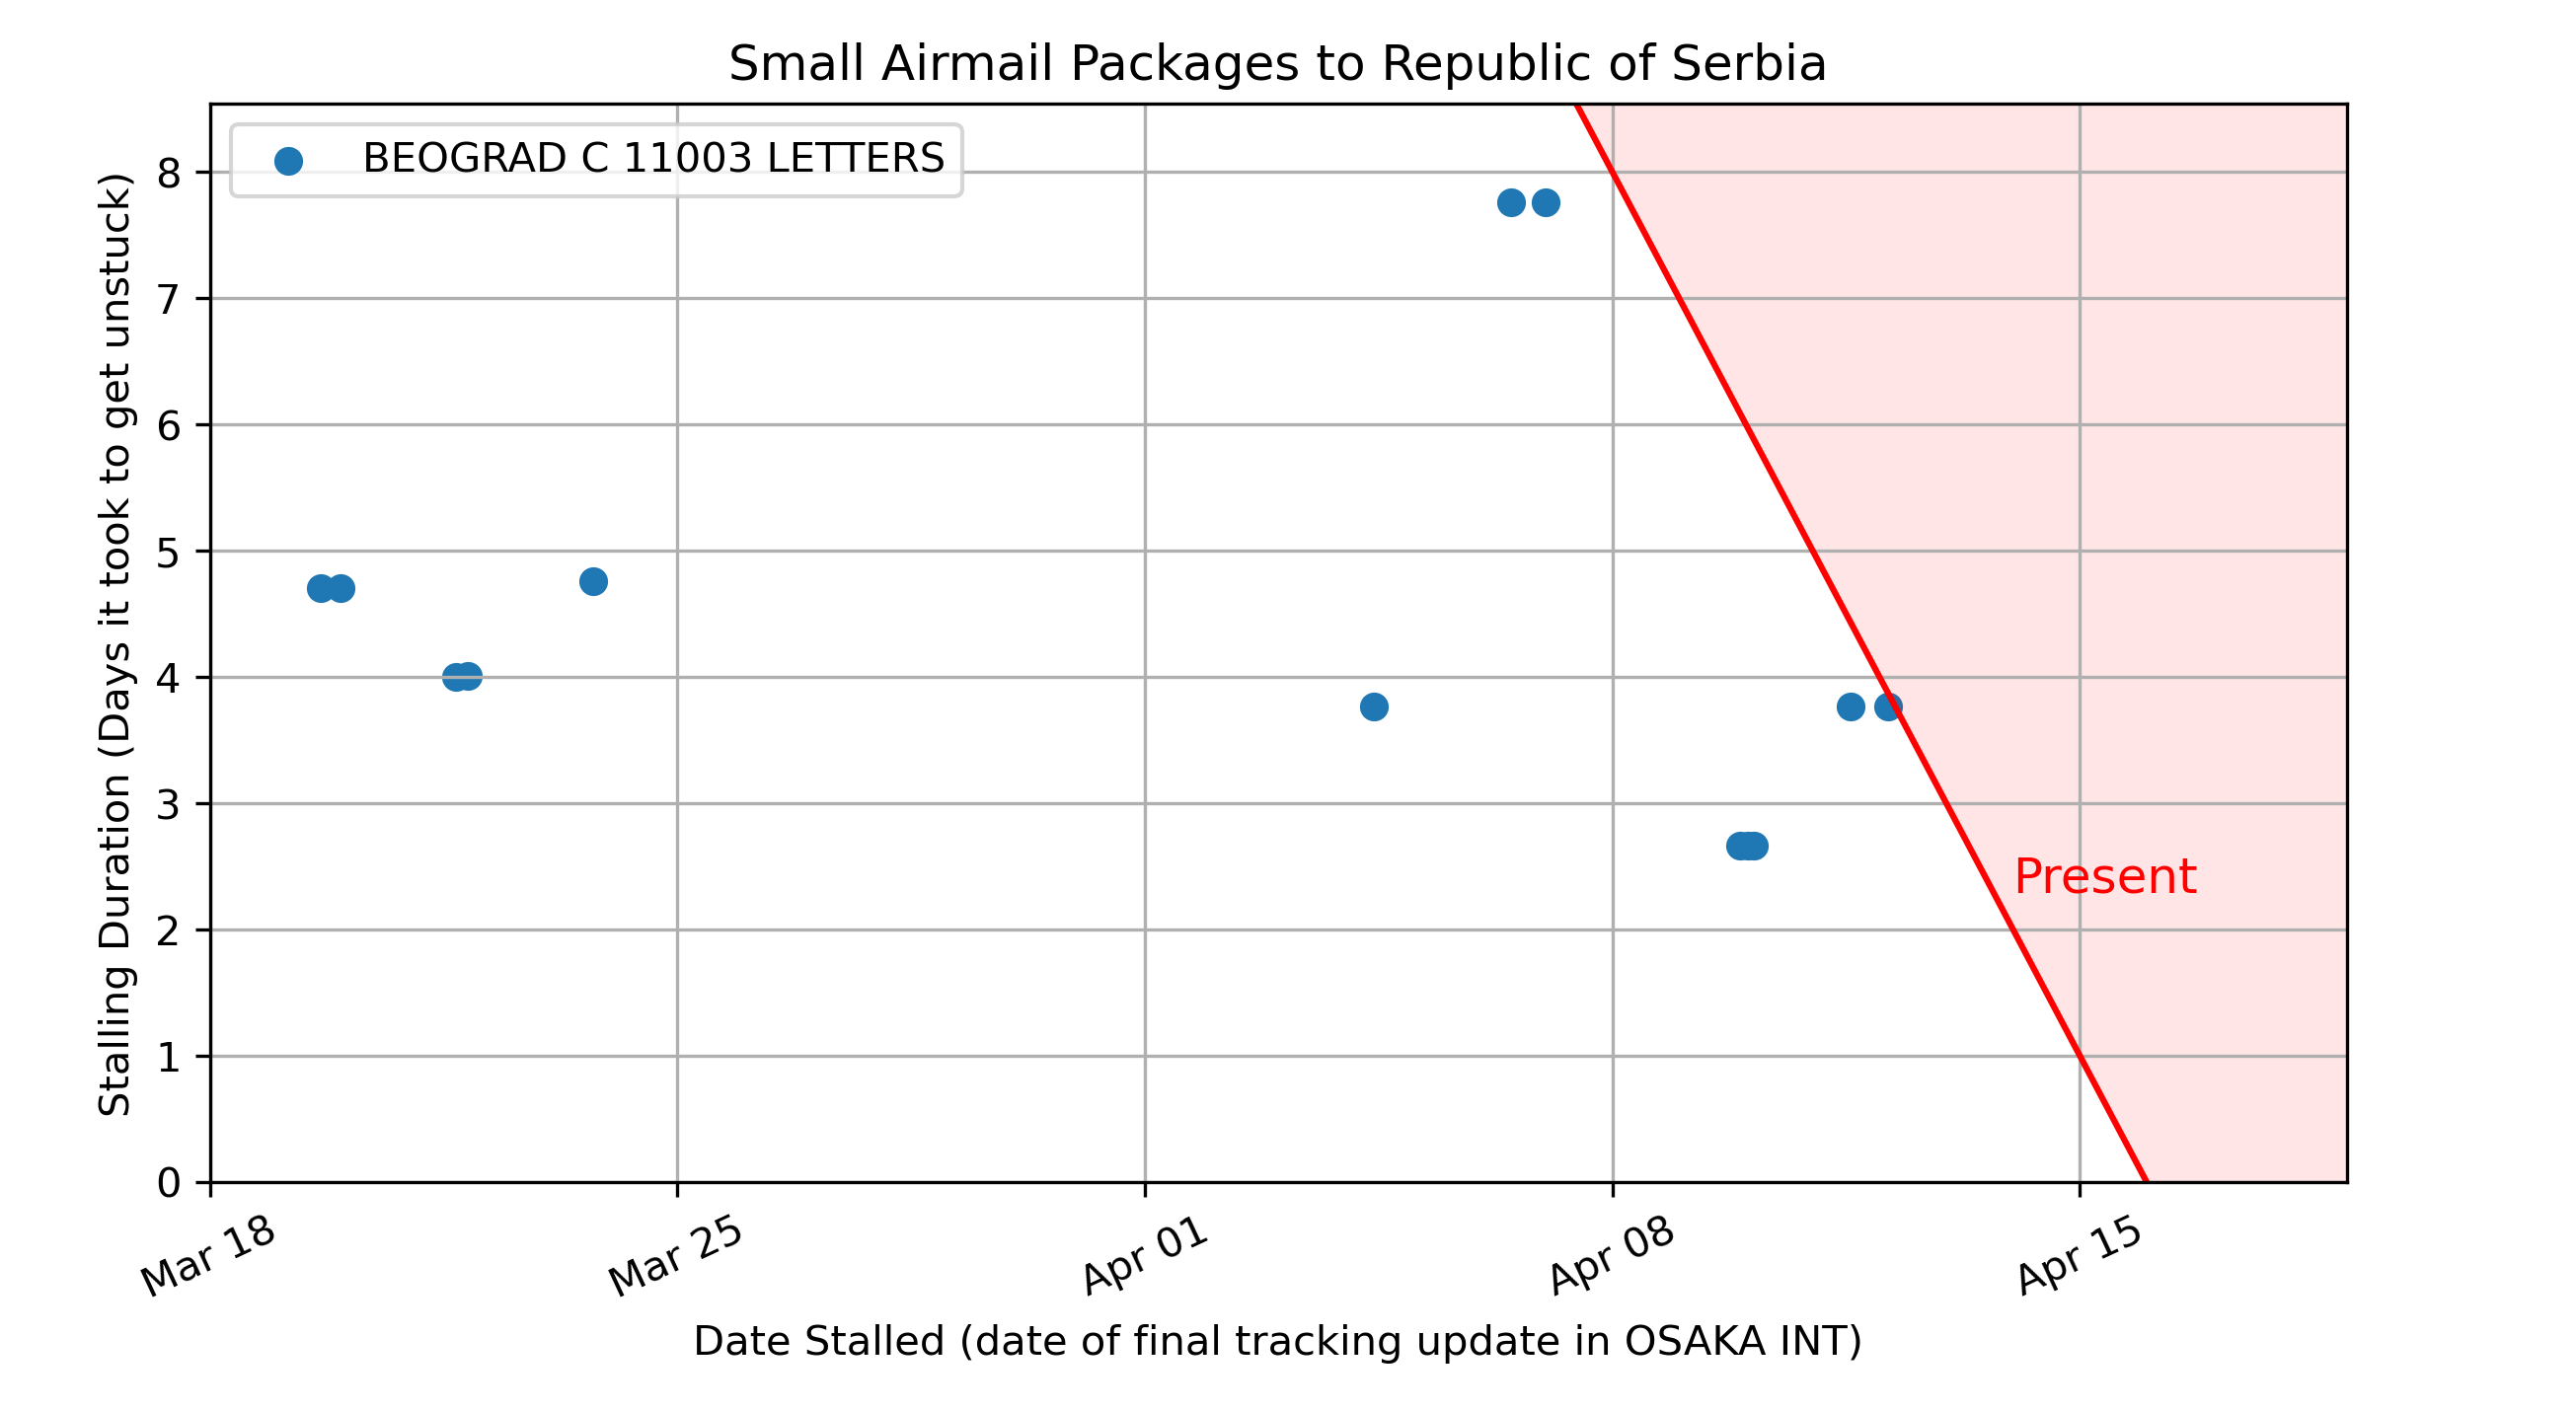 Small Airmail Packages to Republic of Serbia
BEOGRAD C 11003 LETTERS
Stalling Duration (Days it took to get unstuck)
8
7
6
5
4
3
2
1
0
Present
Mar 18
Mar 25
Apr 01
Apr 08
Apr 15
Date Stalled (date of final tracking update in OSAKA INT)